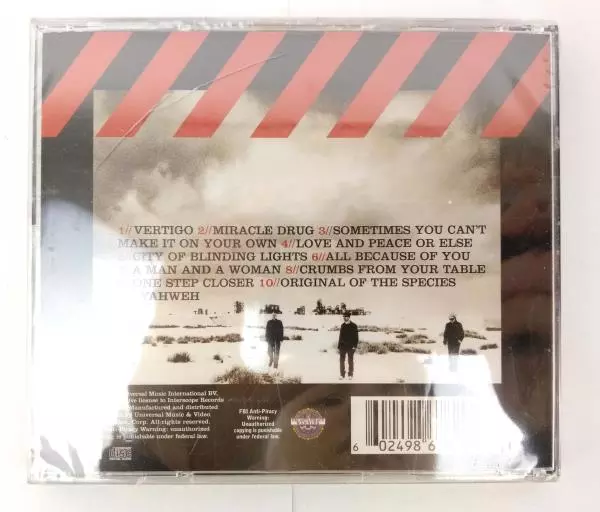 1//VERTIGO 2//MIRACLE DRUG 3//SOMETIMES YOU CAN'T
MAKE IT ON YOUR OWN 4//LOVE AND PEACE OR ELSE
CITY OF BLINDING LIGHTS 6//ALL BECAUSE OF YOU
A MAN AND A WOMAN 8//CRUMBS FROM YOUR TABLE
ONE STEP CLOSER 10//ORIGINAL OF THE SPECIES
YAHWEH
Universal Music International BV.
license to Interscope Records
Manufactured and distributed
Universal Music & Video
Corp. All rights reserved.
Piracy Warning: unauthorized
is punishable under federal law.
FBI Anti-Piracy
Warning:
Unauthorized
copying is punishable
under federal law.
6 02498 6